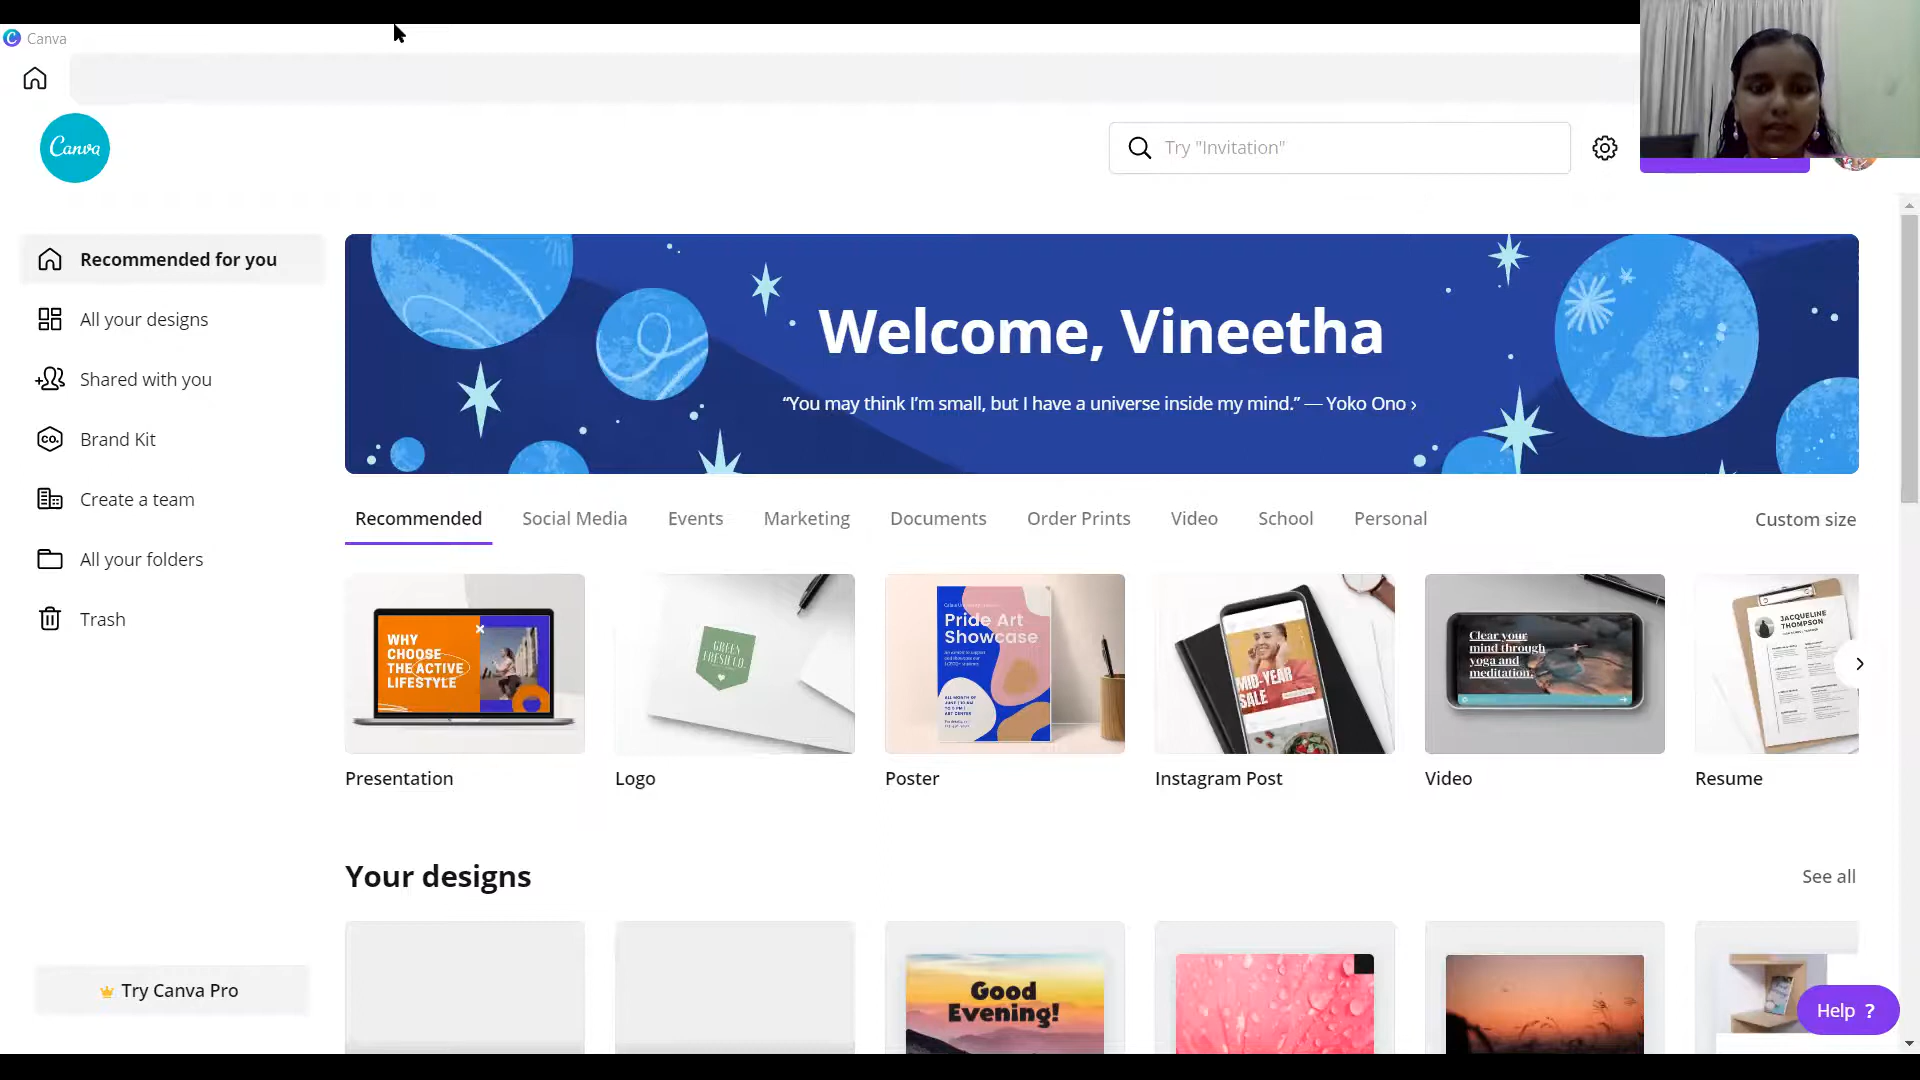 Canva
Canva
Try "Invitation"
Recommended for you
All your designs
Shared with you
Brand Kit
CO.
Create a team
All your folders
Trash
Try Canva Pro
Welcome, Vineetha
“You may think I’m small, but I have a universe inside my mind.” — Yoko Ono ›
Recommended
Social Media
Events
Marketing
Documents
Order Prints
Video
School
Personal
Custom size
WHY
CHOOSE
THE ACTIVE
LIFESTYLE
GREEN
FRESH CO.
Pride Art
Showcase
MID-YEAR
SALE
Clear your
mind through
yoga and
meditation.
JACQUELINE
THOMPSON
Presentation
Logo
Poster
Instagram Post
Video
Resume
Your designs
See all
Good
Evening!
Help ?